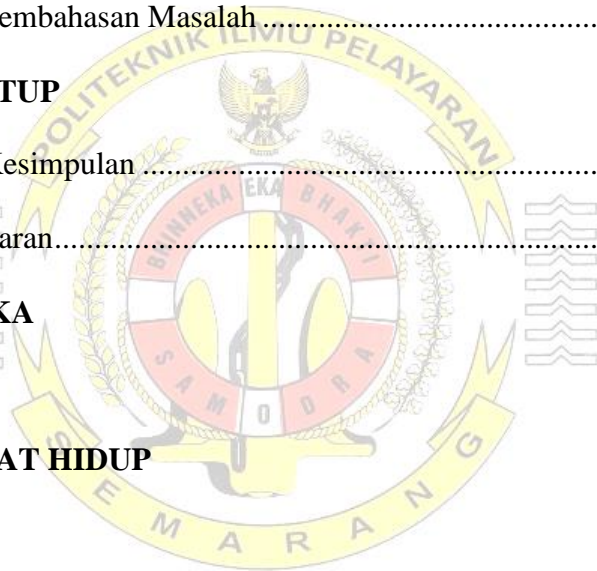 embahasan Masalah ...............................................
POLITEKNIK ILMU PELAYARAN
TUP
Kesimpulan ...............................................................
BHINNEKA EKA BHAKTI
aran...........................................................................
KA
SAMODRA
AT HIDUP
SEMARANG